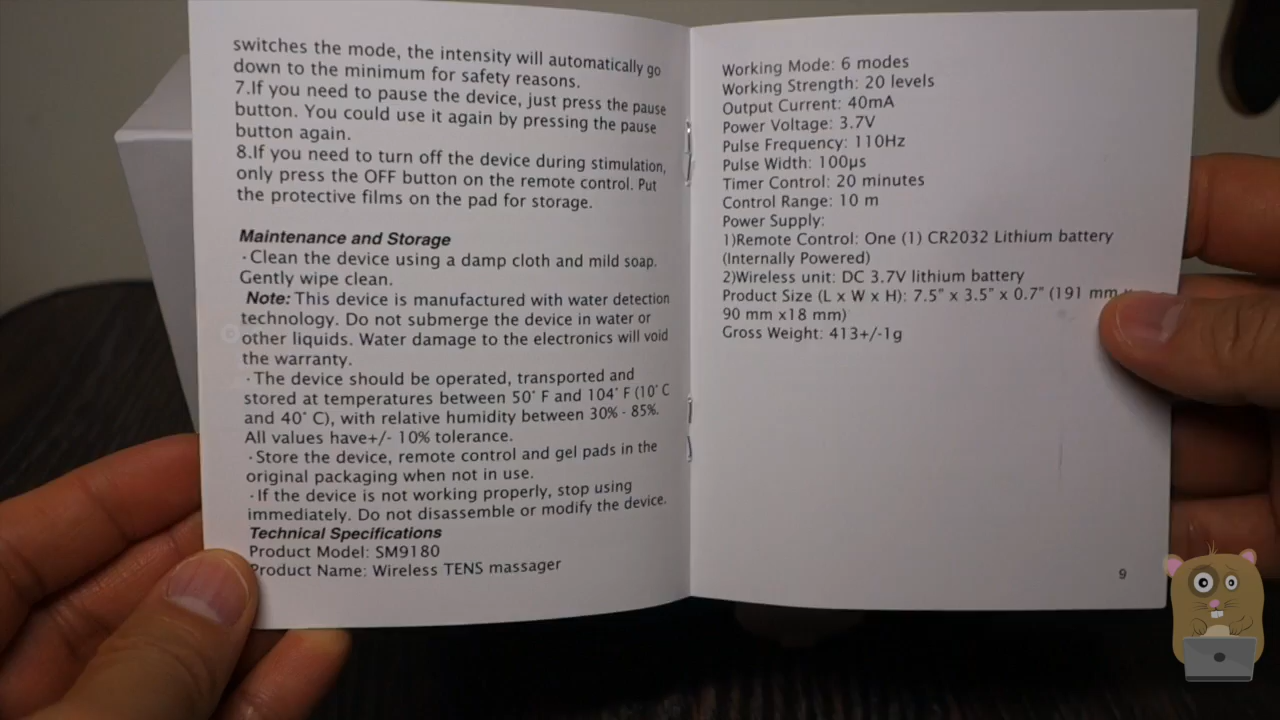 switches the mode, the intensity will automatically go
down to the minimum for safety reasons.
7.If you need to pause the device, just press the pause
button. You could use it again by pressing the pause
button again.
8.If you need to turn off the device during stimulation,
only press the OFF button on the remote control. Put
the protective films on the pad for storage.
Maintenance and Storage
·Clean the device using a damp cloth and mild soap.
Gently wipe clean.
Note: This device is manufactured with water detection
technology. Do not submerge the device in water or
other liquids. Water damage to the electronics will void
the warranty.
·The device should be operated, transported and
stored at temperatures between 50° F and 104° F (10° C
and 40° C), with relative humidity between 30% - 85%.
All values have+/- 10% tolerance.
·Store the device, remote control and gel pads in the
original packaging when not in use.
·If the device is not working properly, stop using
immediately. Do not disassemble or modify the device.
Technical Specifications
Product Model: SM9180
Product Name: Wireless TENS massager
Working Mode: 6 modes
Working Strength: 20 levels
Output Current: 40mA
Power Voltage: 3.7V
Pulse Frequency: 110Hz
Pulse Width: 100µs
Timer Control: 20 minutes
Control Range: 10 m
Power Supply:
1)Remote Control: One (1) CR2032 Lithium battery
(Internally Powered)
2)Wireless unit: DC 3.7V lithium battery
Product Size (L x W x H): 7.5" x 3.5" x 0.7" (191 mm x
90 mm x18 mm)
Gross Weight: 413+/-1g
9